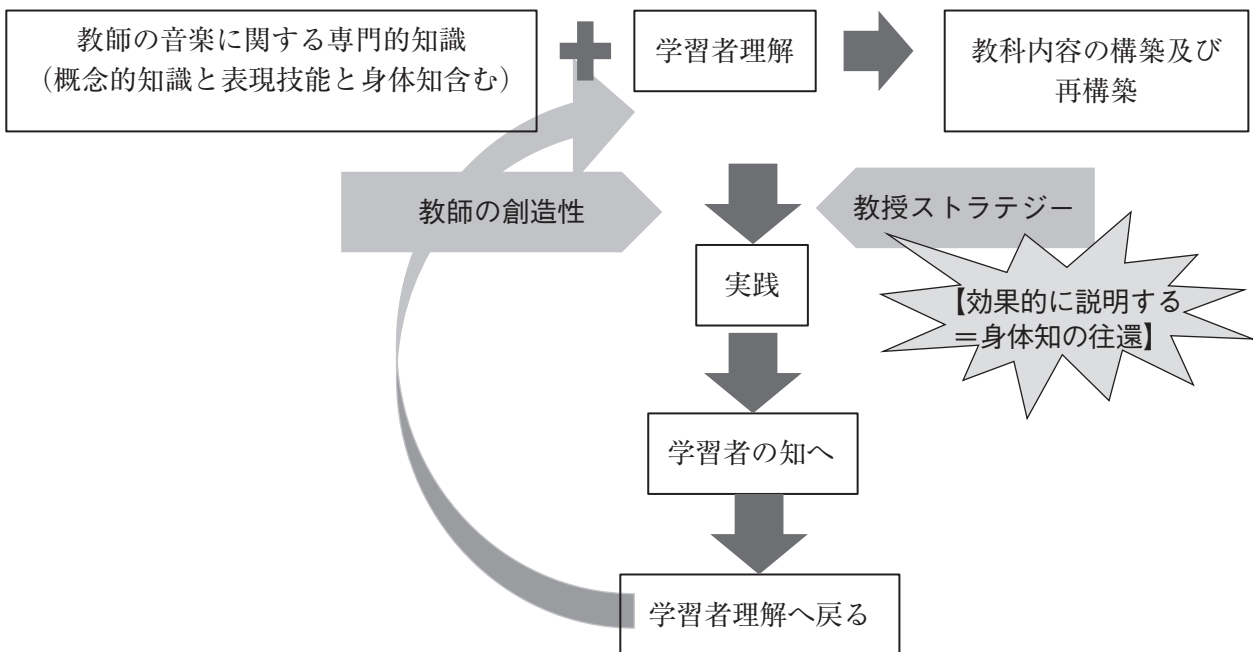 教師の音楽に関する専門的知識
（概念的知識と表現技能と身体知含む）
学習者理解
教科内容の構築及び
再構築
教師の創造性
教授ストラテジー
実践
【効果的に説明する
＝身体知の往還】
学習者の知へ
学習者理解へ戻る